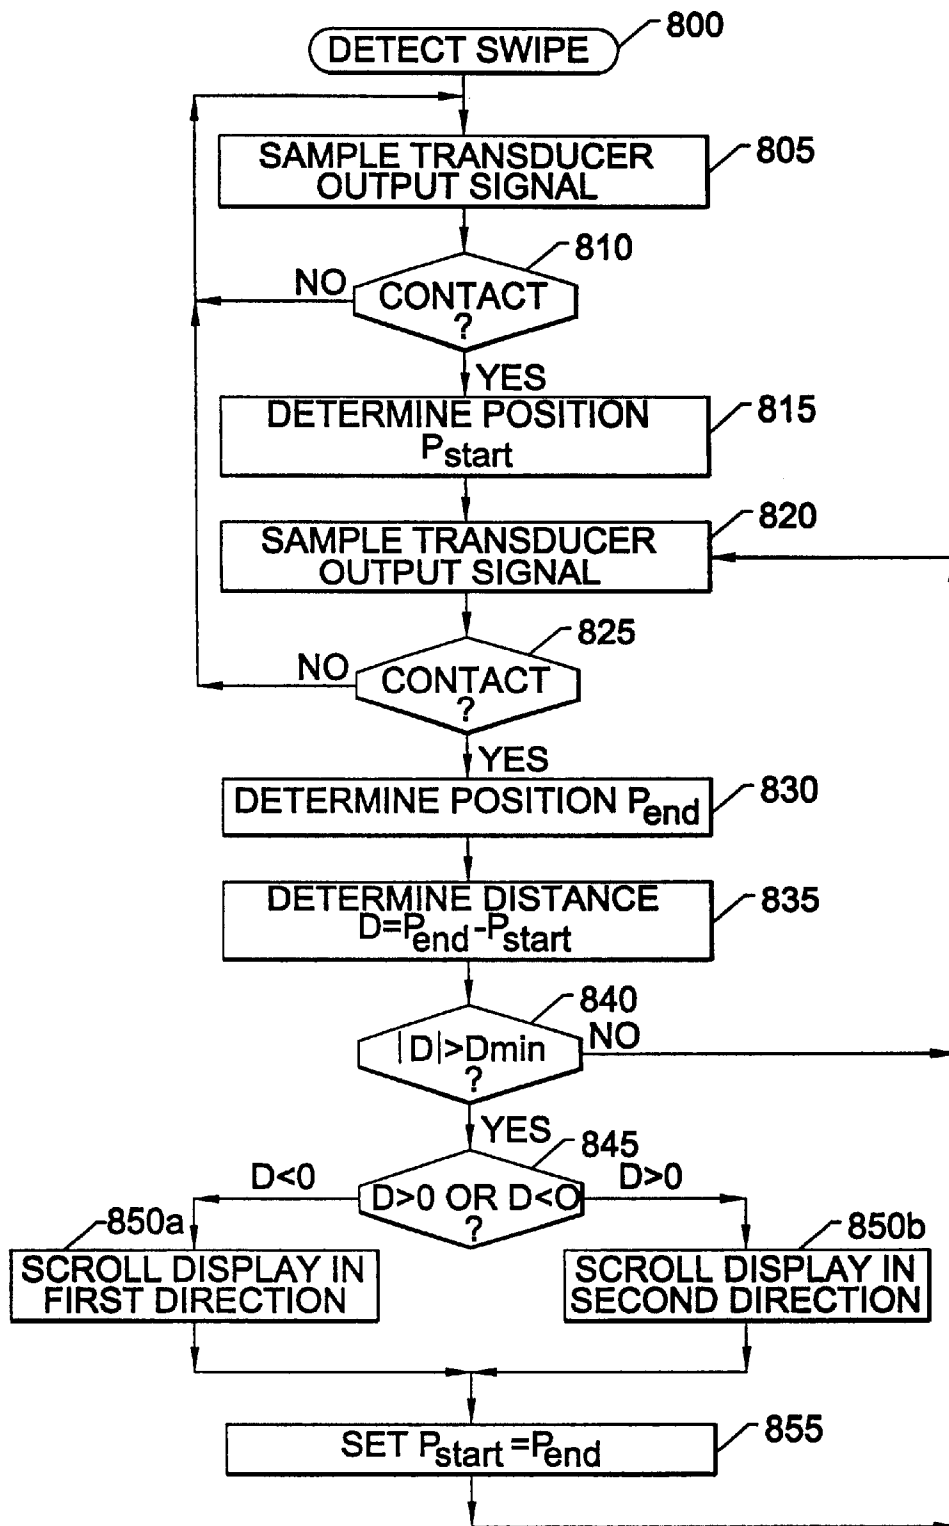 DETECT SWIPE
800
SAMPLE TRANSDUCER
OUTPUT SIGNAL
805
810
NO
CONTACT
?
YES
DETERMINE POSITION
Pstart
815
SAMPLE TRANSDUCER
OUTPUT SIGNAL
820
825
NO
CONTACT
?
YES
DETERMINE POSITION Pend
830
DETERMINE DISTANCE
D=Pend-Pstart
835
840
|D|>Dmin
?
NO
YES
845
D<0
D>0 OR D<O
?
D>0
850a
SCROLL DISPLAY IN
FIRST DIRECTION
850b
SCROLL DISPLAY IN
SECOND DIRECTION
SET Pstart=Pend
855